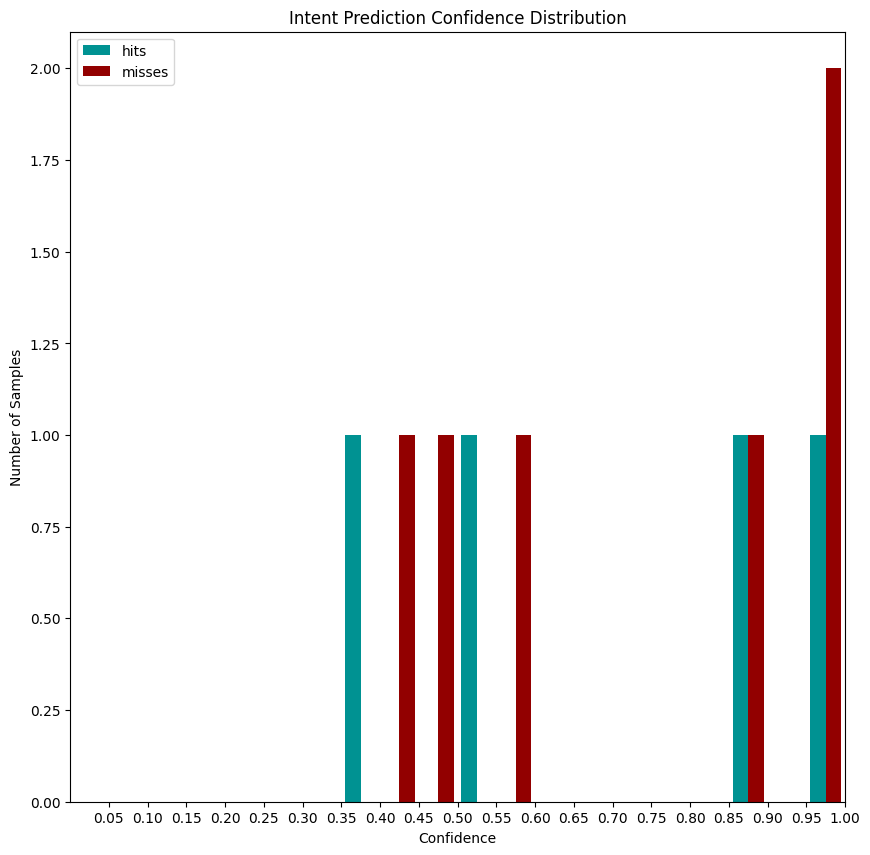 Intent Prediction Confidence Distribution
hits
misses
2.00
1.75
1.50
1.25
1.00
0.75
0.50
0.25
0.00
Number of Samples
0.05 0.10 0.15 0.20 0.25 0.30 0.35 0.40 0.45 0.50 0.55 0.60 0.65 0.70 0.75 0.80 0.85 0.90 0.95 1.00
Confidence